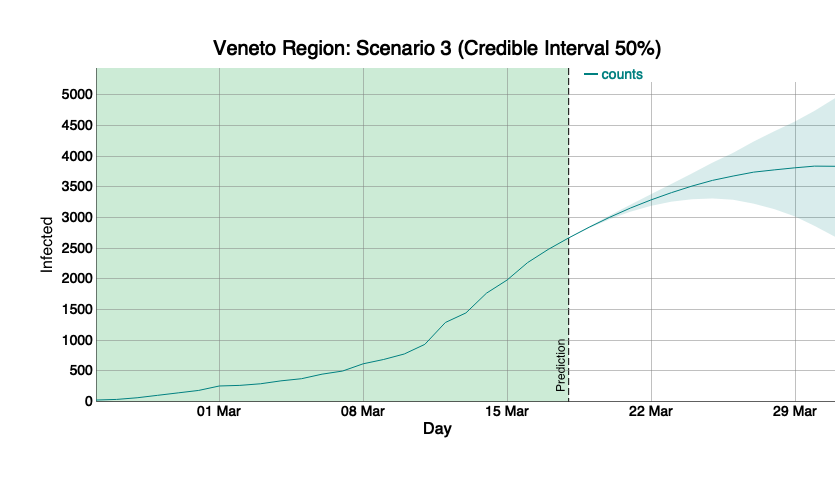 Veneto Region: Scenario 3 (Credible Interval 50%)
counts
5000
4500
4000
3500
3000
2500
2000
1500
1000
500
0
Infected
Prediction
01 Mar 08 Mar 15 Mar 22 Mar 29 Mar
Day